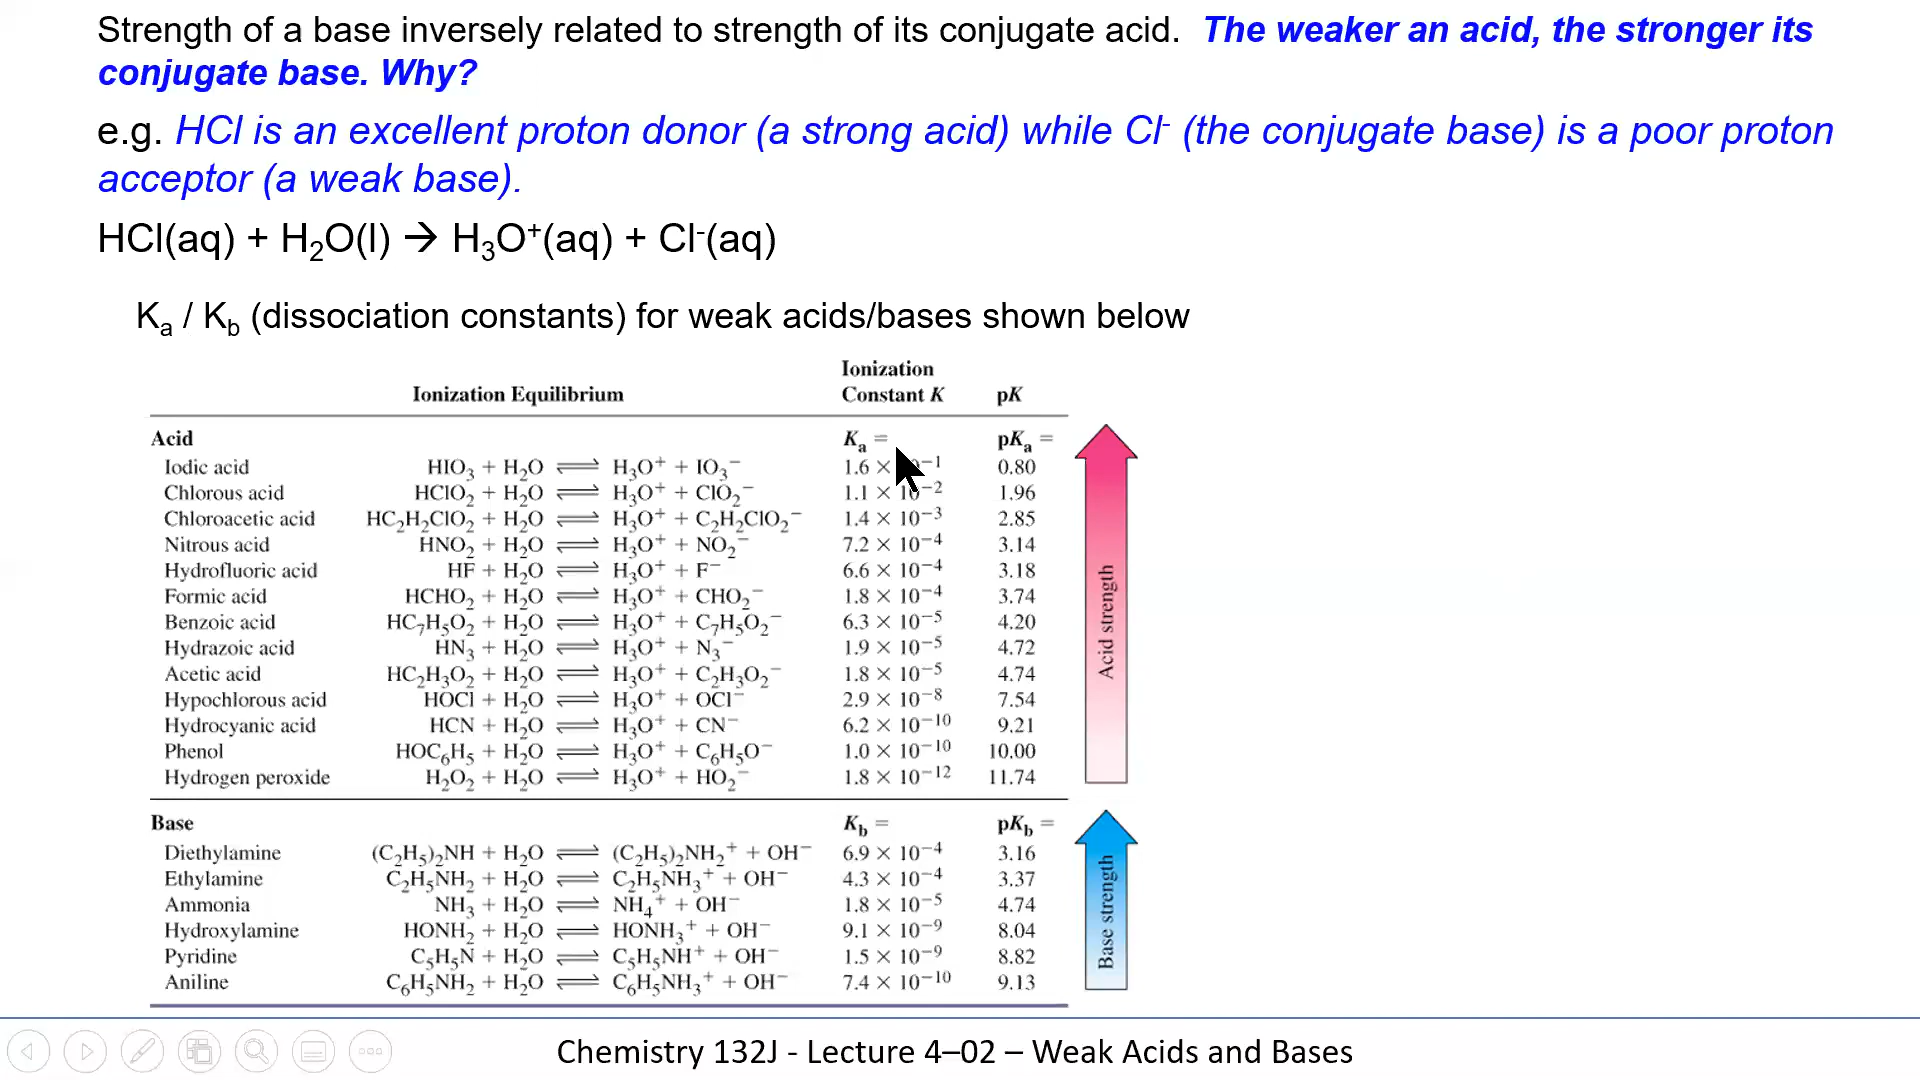 Strength of a base inversely related to strength of its conjugate acid. The weaker an acid, the stronger its
conjugate base. Why?
e.g. HCl is an excellent proton donor (a strong acid) while Cl⁻ (the conjugate base) is a poor proton
acceptor (a weak base).
HCl(aq) + H₂O(l) → H₃O⁺(aq) + Cl⁻(aq)
Kₐ / K_b (dissociation constants) for weak acids/bases shown below
Ionization
Ionization Equilibrium Constant K pK
Acid Kₐ = pKₐ =
Iodic acid HIO₃ + H₂O ⇌ H₃O⁺ + IO₃⁻ 1.6 × ⁻¹ 0.80
Chlorous acid HClO₂ + H₂O ⇌ H₃O⁺ + ClO₂⁻ 1.1 × 10⁻² 1.96
Chloroacetic acid HC₂H₂ClO₂ + H₂O ⇌ H₃O⁺ + C₂H₂ClO₂⁻ 1.4 × 10⁻³ 2.85
Nitrous acid HNO₂ + H₂O ⇌ H₃O⁺ + NO₂⁻ 7.2 × 10⁻⁴ 3.14
Hydrofluoric acid HF + H₂O ⇌ H₃O⁺ + F⁻ 6.6 × 10⁻⁴ 3.18
Formic acid HCHO₂ + H₂O ⇌ H₃O⁺ + CHO₂⁻ 1.8 × 10⁻⁴ 3.74
Benzoic acid HC₇H₅O₂ + H₂O ⇌ H₃O⁺ + C₇H₅O₂⁻ 6.3 × 10⁻⁵ 4.20
Hydrazoic acid HN₃ + H₂O ⇌ H₃O⁺ + N₃⁻ 1.9 × 10⁻⁵ 4.72
Acetic acid HC₂H₃O₂ + H₂O ⇌ H₃O⁺ + C₂H₃O₂⁻ 1.8 × 10⁻⁵ 4.74
Hypochlorous acid HOCl + H₂O ⇌ H₃O⁺ + OCl⁻ 2.9 × 10⁻⁸ 7.54
Hydrocyanic acid HCN + H₂O ⇌ H₃O⁺ + CN⁻ 6.2 × 10⁻¹⁰ 9.21
Phenol HOC₆H₅ + H₂O ⇌ H₃O⁺ + C₆H₅O⁻ 1.0 × 10⁻¹⁰ 10.00
Hydrogen peroxide H₂O₂ + H₂O ⇌ H₃O⁺ + HO₂⁻ 1.8 × 10⁻¹² 11.74
Acid strength
Base K_b = pK_b =
Diethylamine (C₂H₅)₂NH + H₂O ⇌ (C₂H₅)₂NH₂⁺ + OH⁻ 6.9 × 10⁻⁴ 3.16
Ethylamine C₂H₅NH₂ + H₂O ⇌ C₂H₅NH₃⁺ + OH⁻ 4.3 × 10⁻⁴ 3.37
Ammonia NH₃ + H₂O ⇌ NH₄⁺ + OH⁻ 1.8 × 10⁻⁵ 4.74
Hydroxylamine HONH₂ + H₂O ⇌ HONH₃⁺ + OH⁻ 9.1 × 10⁻⁹ 8.04
Pyridine C₅H₅N + H₂O ⇌ C₅H₅NH⁺ + OH⁻ 1.5 × 10⁻⁹ 8.82
Aniline C₆H₅NH₂ + H₂O ⇌ C₆H₅NH₃⁺ + OH⁻ 7.4 × 10⁻¹⁰ 9.13
Base strength
Chemistry 132J - Lecture 4–02 – Weak Acids and Bases